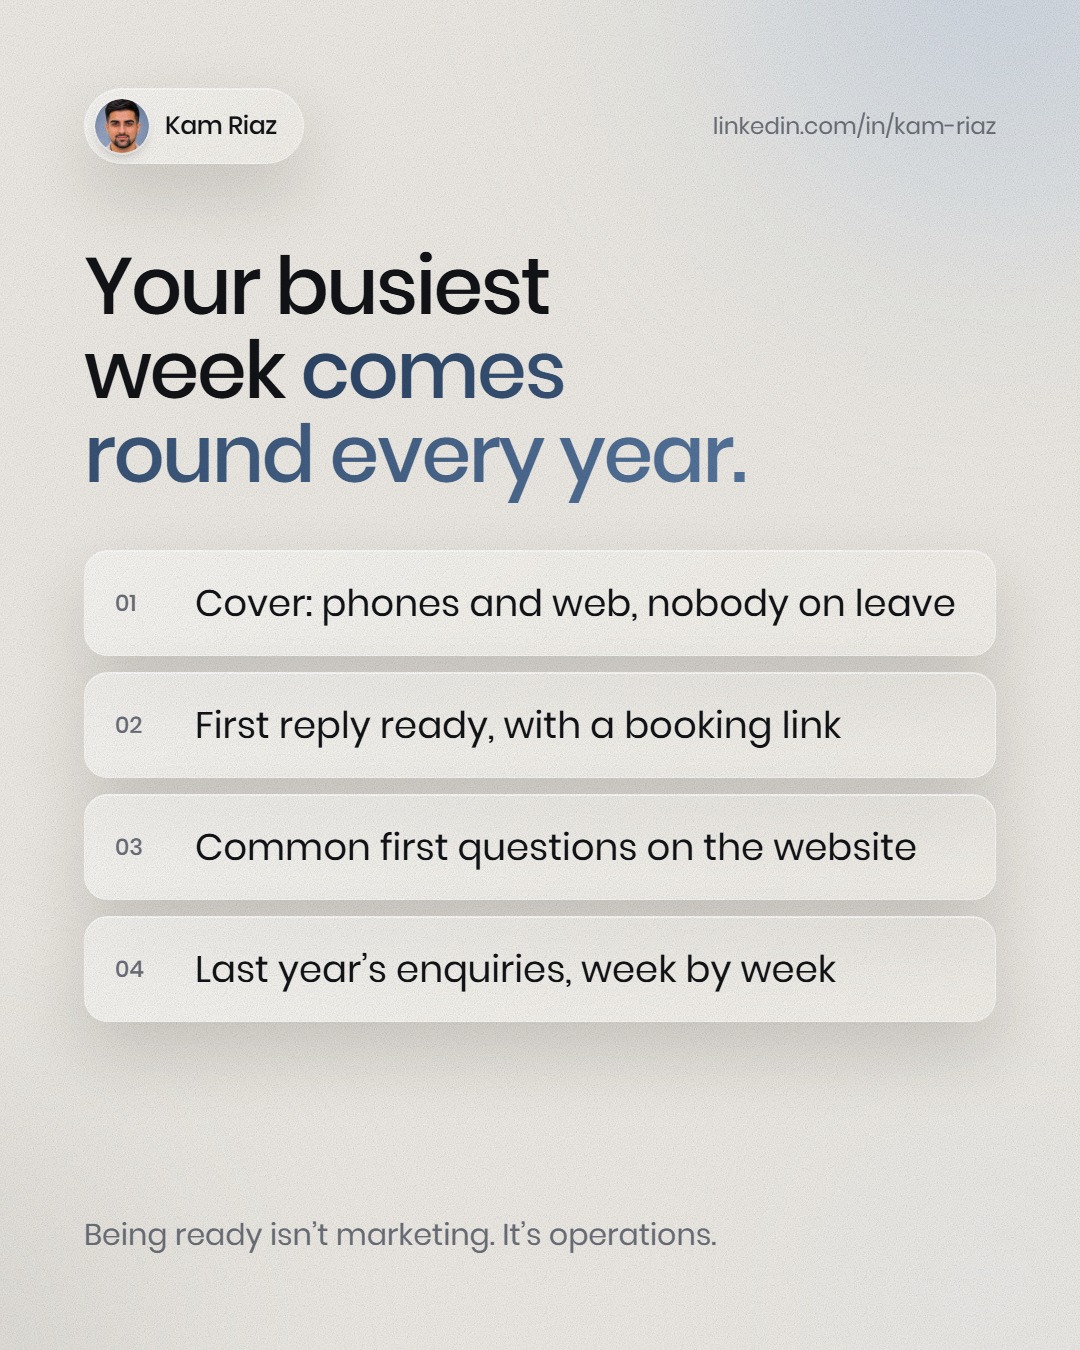 Kam Riaz
linkedin.com/in/kam-riaz
Your busiest
week comes
round every year.
01 Cover: phones and web, nobody on leave
02 First reply ready, with a booking link
03 Common first questions on the website
04 Last year’s enquiries, week by week
Being ready isn’t marketing. It’s operations.